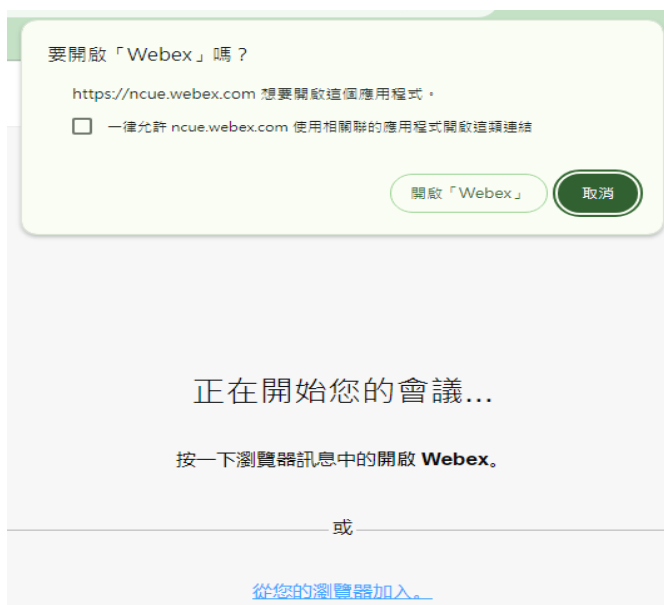 要開啟「Webex」嗎？
https://ncue.webex.com 想要開啟這個應用程式。
一律允許 ncue.webex.com 使用相關聯的應用程式開啟這類連結
開啟「Webex」
取消
正在開始您的會議...
按一下瀏覽器訊息中的開啟 Webex。
或
從您的瀏覽器加入。